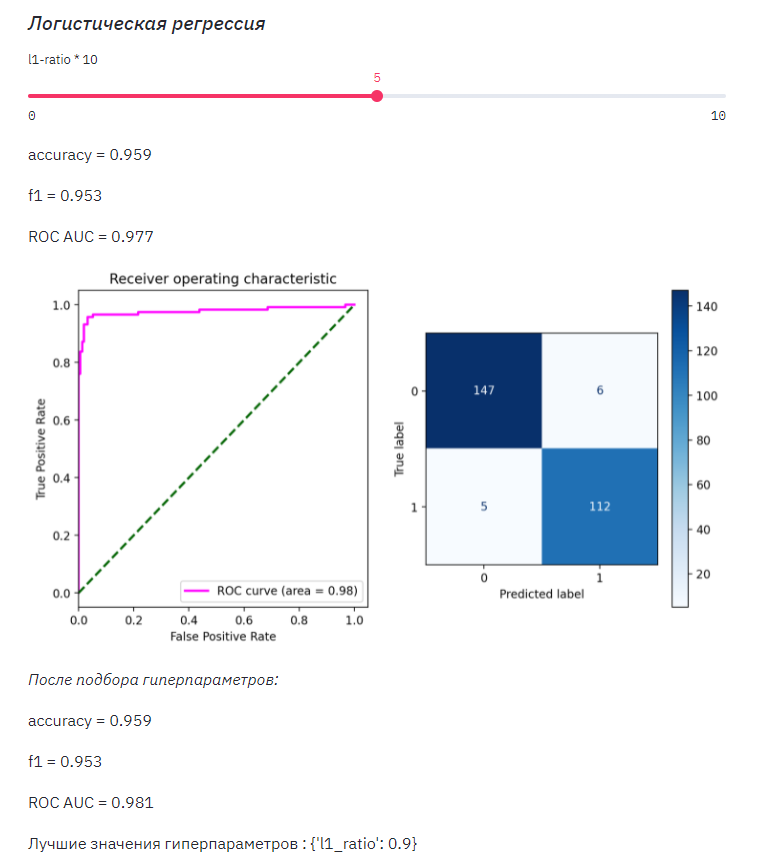 Логистическая регрессия
l1-ratio * 10
5
0 10
accuracy = 0.959
f1 = 0.953
ROC AUC = 0.977
Receiver operating characteristic
1.0
0.8
0.6
0.4
0.2
0.0
True Positive Rate
0.0 0.2 0.4 0.6 0.8 1.0
False Positive Rate
ROC curve (area = 0.98)
True label
0 147 6
1 5 112
0 1
Predicted label
140
120
100
80
60
40
20
После подбора гиперпараметров:
accuracy = 0.959
f1 = 0.953
ROC AUC = 0.981
Лучшие значения гиперпараметров : {'l1_ratio': 0.9}